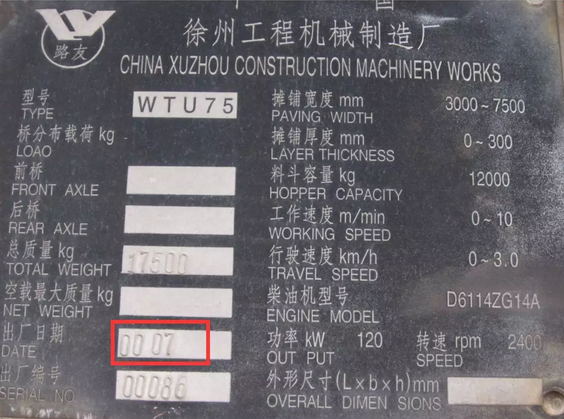 国
路友
徐州工程机械制造厂
CHINA XUZHOU CONSTRUCTION MACHINERY WORKS
型号
TYPE
WTU75
桥分布载荷 kg
LOAO
前桥
FRONT AXLE
后桥
REAR AXLE
总质量 kg
TOTAL WEIGHT
17500
空载最大质量 kg
NET WEIGHT
出厂日期
DATE
00 07
出厂编号
SERIAL NO
00086
摊铺宽度 mm 3000~7500
PAVING WIDTH
摊铺厚度 mm 0~300
LAYER THICKNESS
料斗容量 kg 12000
HOPPER CAPACITY
工作速度 m/min 0~10
WORKING SPEED
行驶速度 km/h 0~3.0
TRAVEL SPEED
柴油机型号 D6114ZG14A
ENGINE MODEL
功率 kW 120 转速 rpm 2400
OUT PUT SPEED
外形尺寸(L×b×h)mm
OVERALL DIMEN SIONS